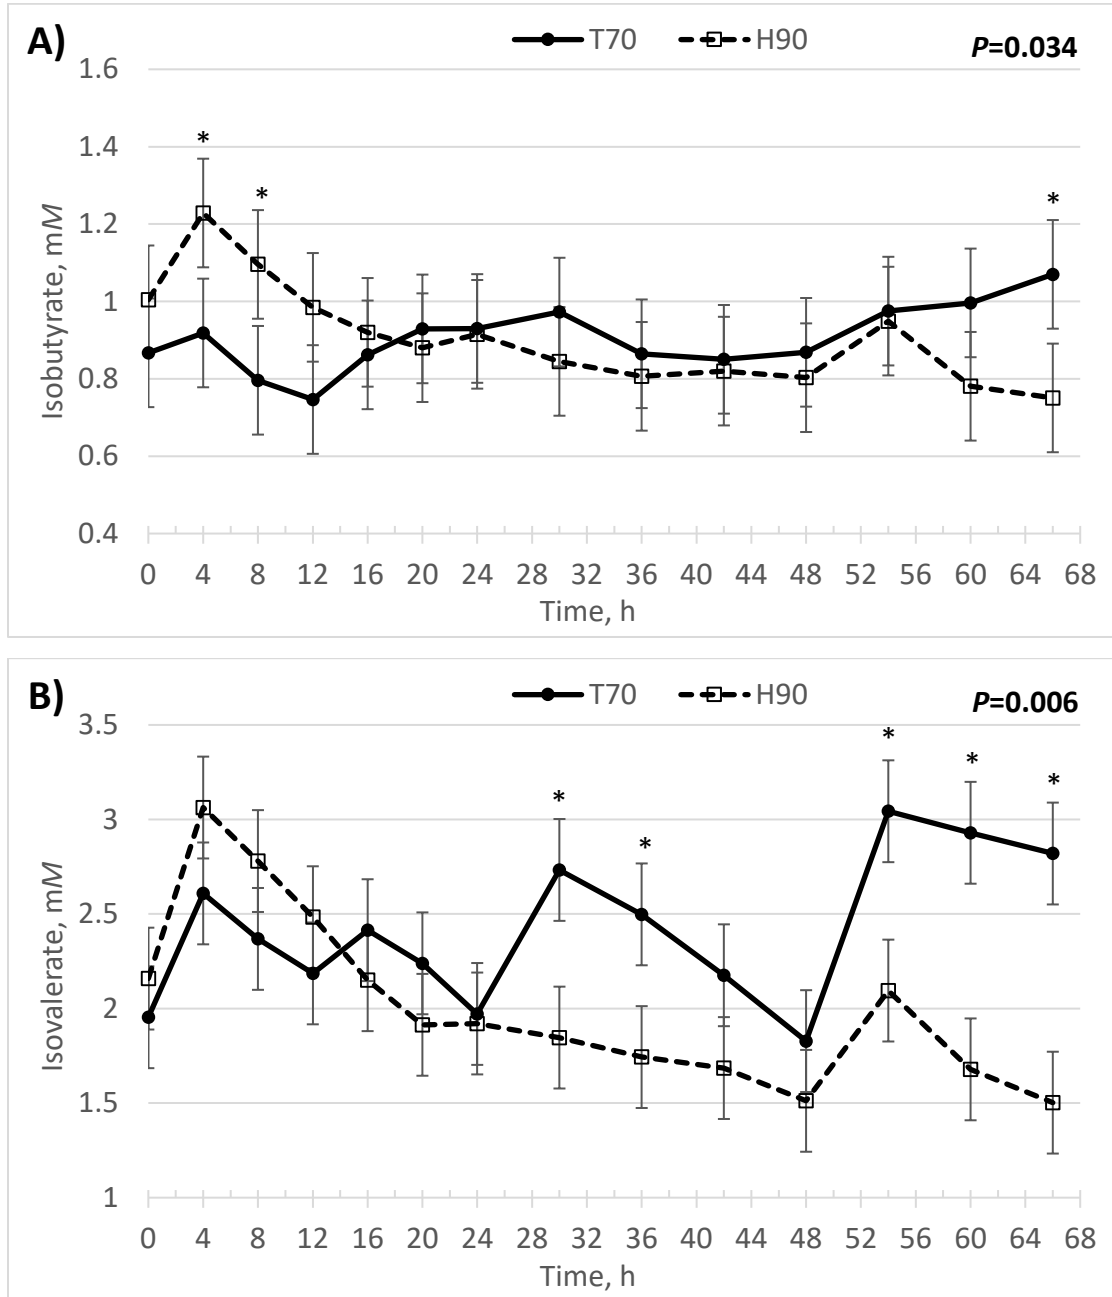 A)
T70 H90
P=0.034
1.6
1.4
1.2
1
0.8
0.6
0.4
Isobutyrate, mM
* * *
0 4 8 12 16 20 24 28 32 36 40 44 48 52 56 60 64 68
Time, h
B)
T70 H90
P=0.006
3.5
3
2.5
2
1.5
1
Isovalerate, mM
* * * * *
0 4 8 12 16 20 24 28 32 36 40 44 48 52 56 60 64 68
Time, h